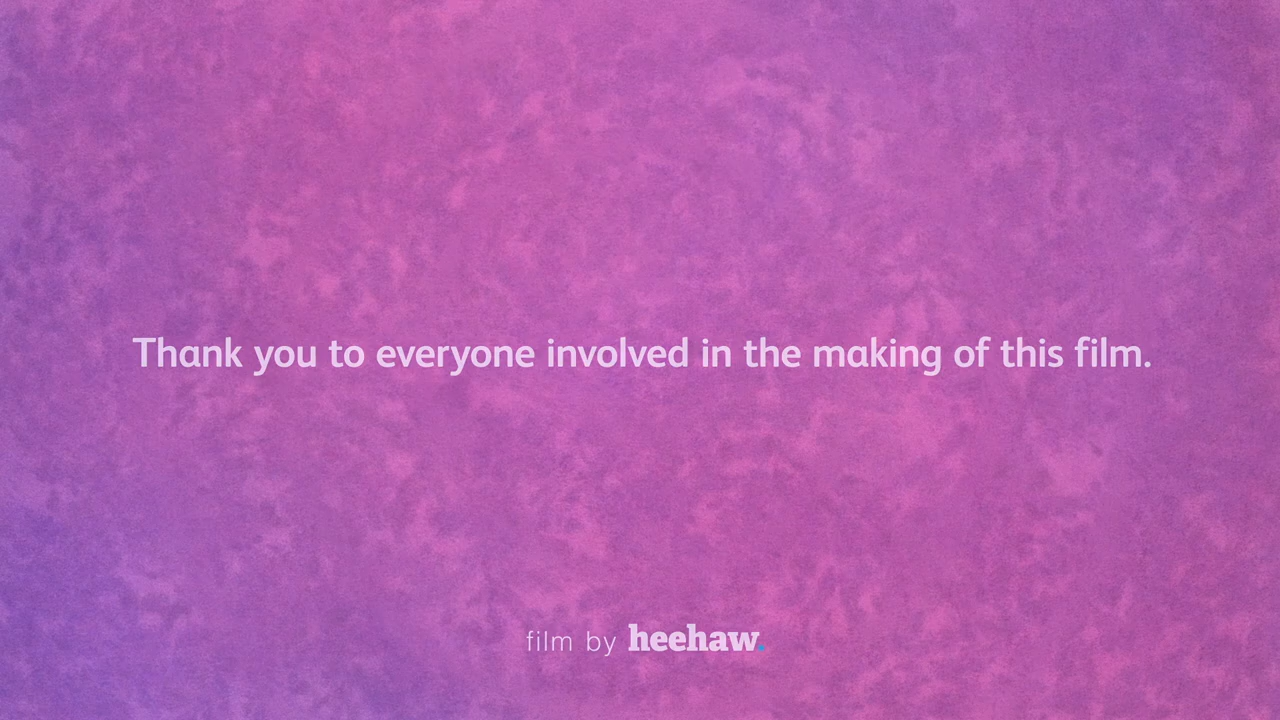 Thank you to everyone involved in the making of this film.
film by heehaw.